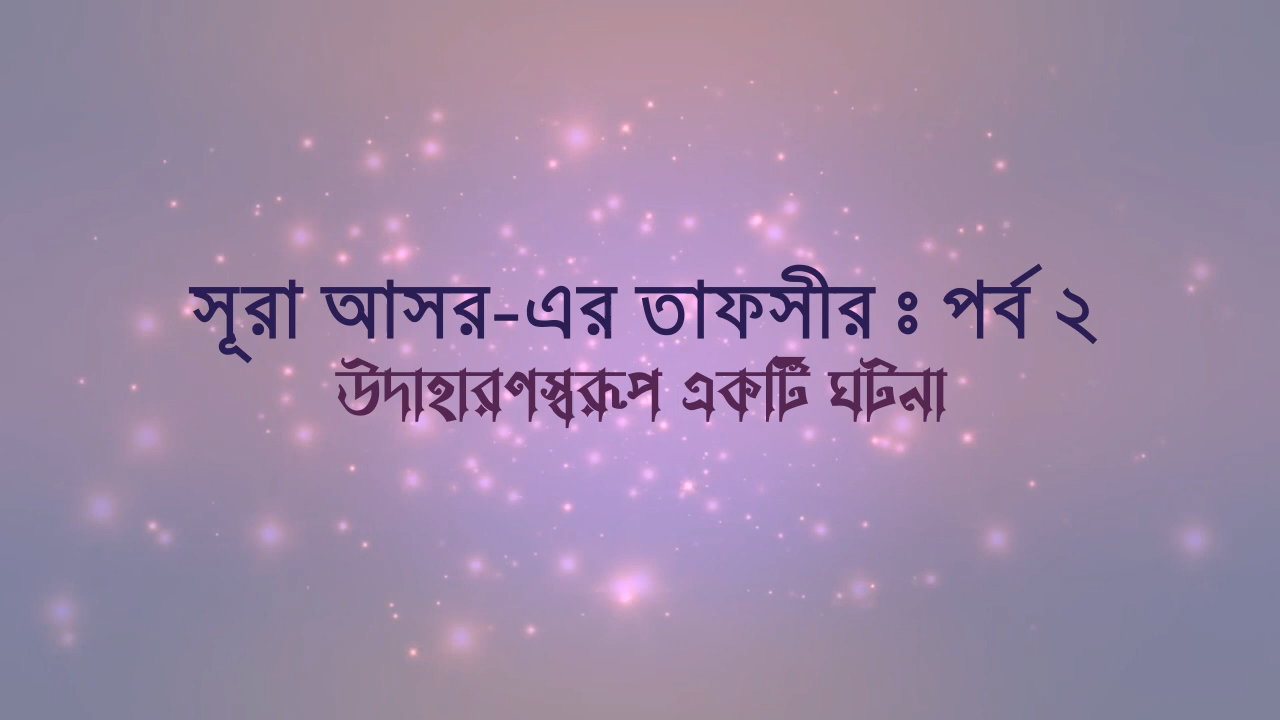 সূরা আসর-এর তাফসীর ঃ পর্ব ২
উদাহারণস্বরূপ একটি ঘটনা